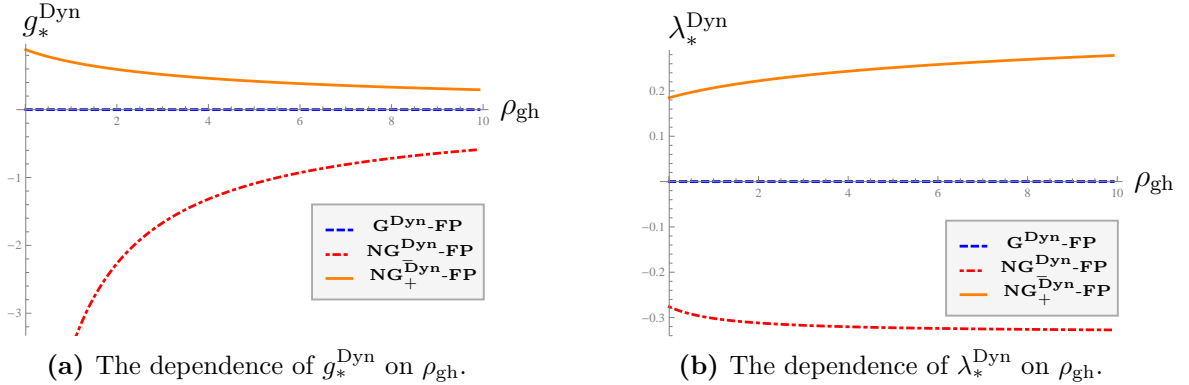 g_*^Dyn
ρ_gh
2 4 6 8 10
−1
−2
−3
G^Dyn-FP
NG_−^Dyn-FP
NG_+^Dyn-FP
(a) The dependence of g_*^Dyn on ρ_gh.
λ_*^Dyn
0.2
0.1
ρ_gh
2 4 6 8 10
−0.1
−0.2
−0.3
G^Dyn-FP
NG_−^Dyn-FP
NG_+^Dyn-FP
(b) The dependence of λ_*^Dyn on ρ_gh.